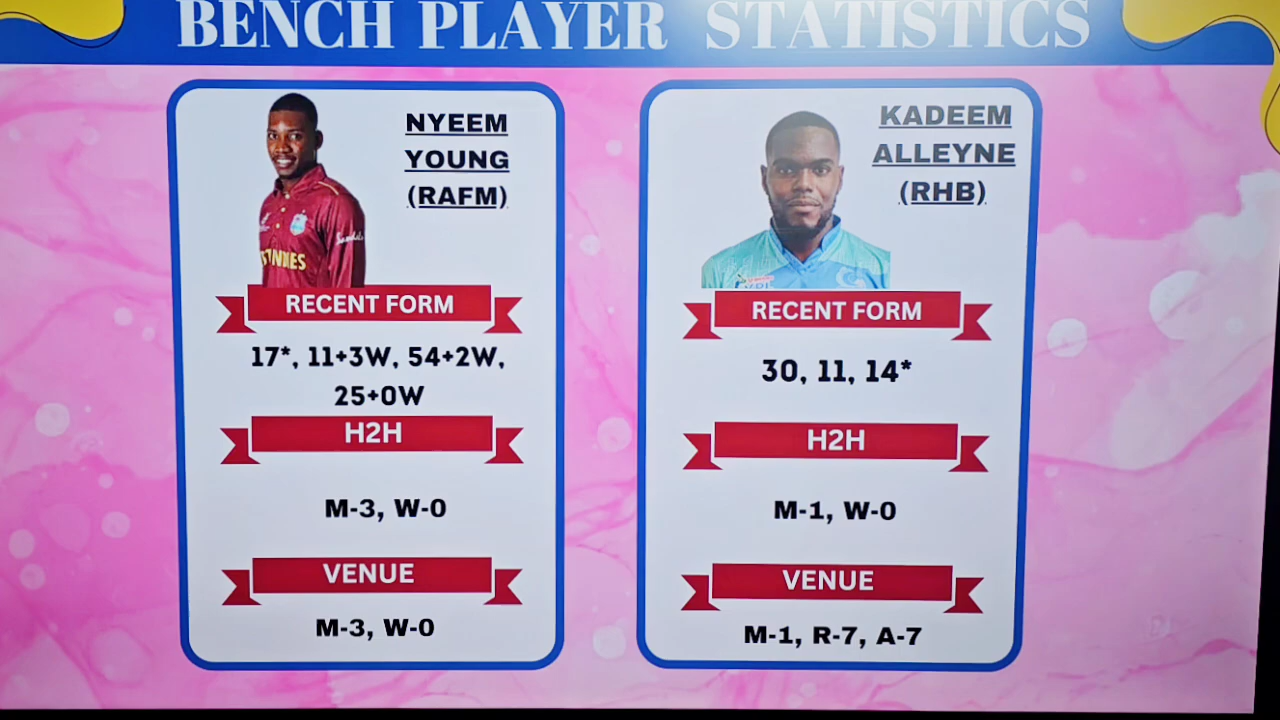 BENCH PLAYER STATISTICS
NYEEM
YOUNG
(RAFM)
RECENT FORM
17*, 11+3W, 54+2W,
25+0W
H2H
M-3, W-0
VENUE
M-3, W-0
KADEEM
ALLEYNE
(RHB)
RECENT FORM
30, 11, 14*
H2H
M-1, W-0
VENUE
M-1, R-7, A-7